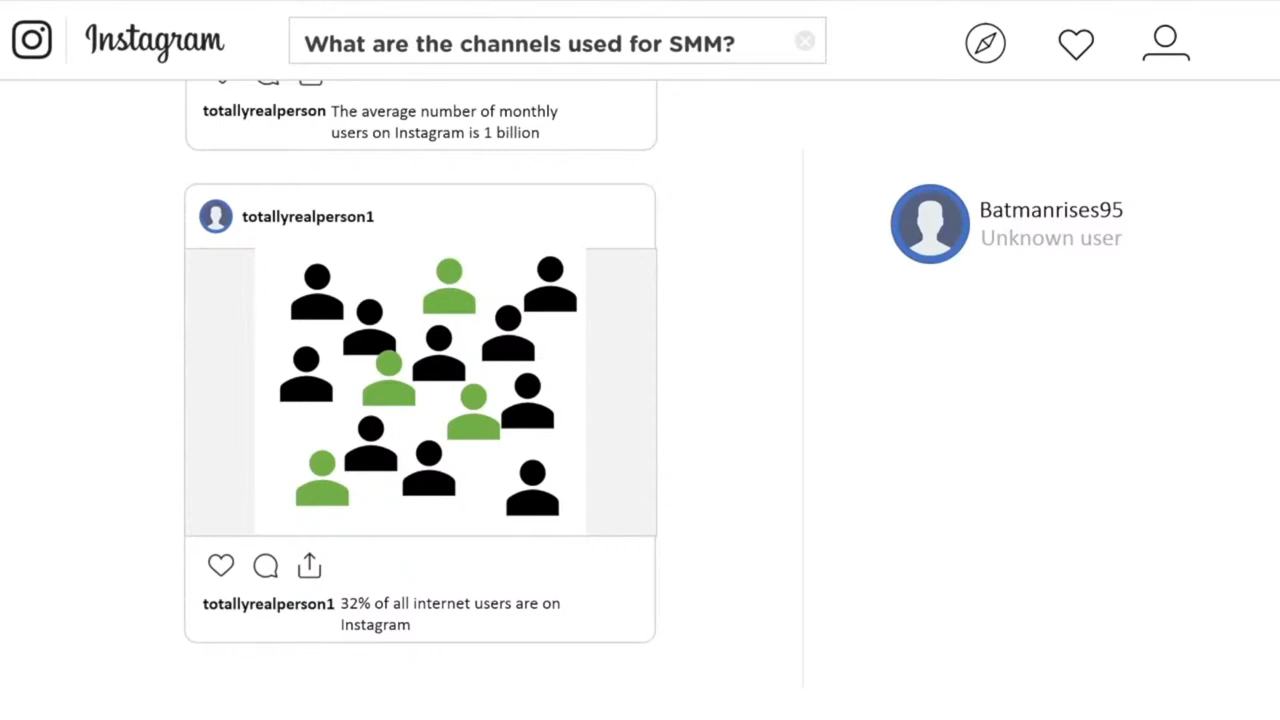 Instagram
What are the channels used for SMM?
totallyrealperson The average number of monthly
users on Instagram is 1 billion
totallyrealperson1
totallyrealperson1 32% of all internet users are on
Instagram
Batmanrises95
Unknown user